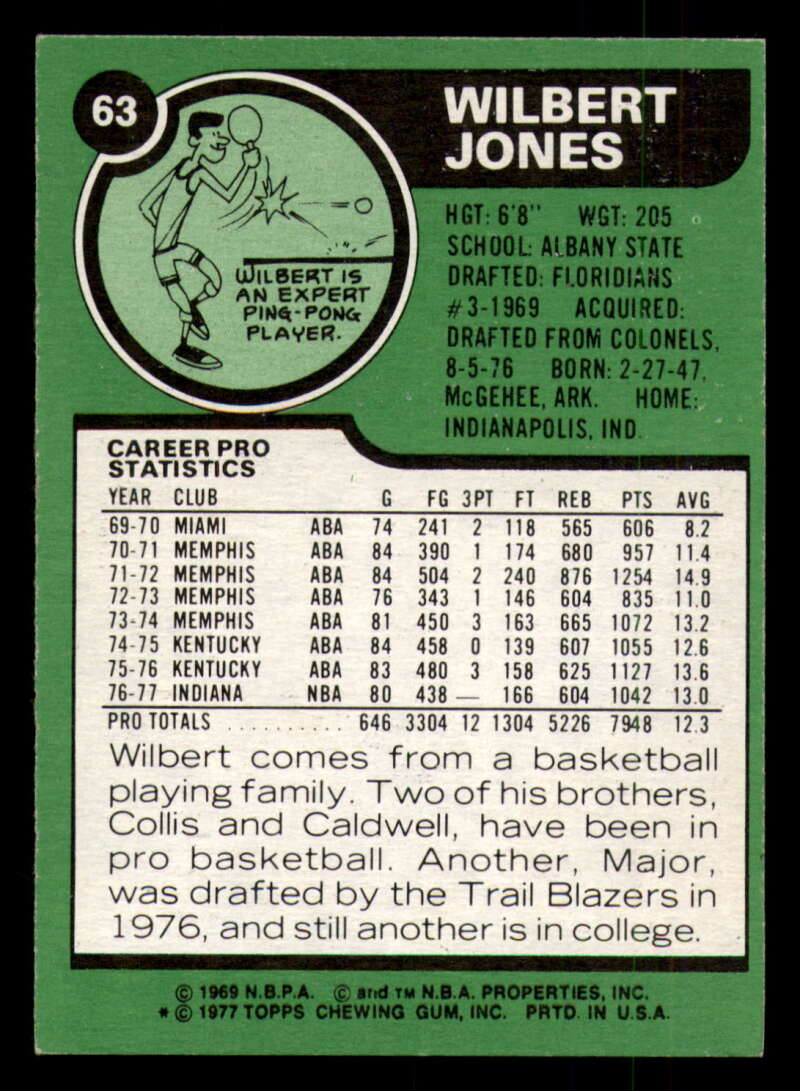 63
WILBERT
JONES
HGT: 6'8" WGT: 205
SCHOOL: ALBANY STATE
DRAFTED: FLORIDIANS
#3-1969 ACQUIRED:
DRAFTED FROM COLONELS,
8-5-76 BORN: 2-27-47,
McGEHEE, ARK. HOME:
INDIANAPOLIS, IND.
WILBERT IS
AN EXPERT
PING-PONG
PLAYER.
CAREER PRO
STATISTICS
YEAR CLUB G FG 3PT FT REB PTS AVG
69-70 MIAMI ABA 74 241 2 118 565 606 8.2
70-71 MEMPHIS ABA 84 390 1 174 680 957 11.4
71-72 MEMPHIS ABA 84 504 2 240 876 1254 14.9
72-73 MEMPHIS ABA 76 343 1 146 604 835 11.0
73-74 MEMPHIS ABA 81 450 3 163 665 1072 13.2
74-75 KENTUCKY ABA 84 458 0 139 607 1055 12.6
75-76 KENTUCKY ABA 83 480 3 158 625 1127 13.6
76-77 INDIANA NBA 80 438 — 166 604 1042 13.0
PRO TOTALS .......... 646 3304 12 1304 5226 7948 12.3
Wilbert comes from a basketball
playing family. Two of his brothers,
Collis and Caldwell, have been in
pro basketball. Another, Major,
was drafted by the Trail Blazers in
1976, and still another is in college.
© 1969 N.B.P.A. © and TM N.B.A. PROPERTIES, INC.
* © 1977 TOPPS CHEWING GUM, INC. PRTD. IN U.S.A.